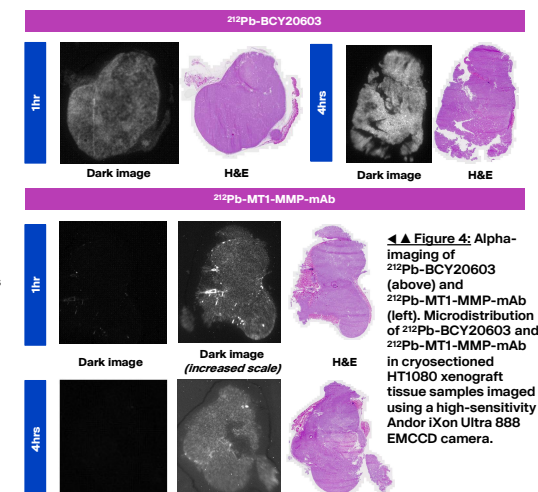 ²¹²Pb-BCY20603
1hr
4hrs
Dark image
H&E
Dark image
H&E
²¹²Pb-MT1-MMP-mAb
1hr
Dark image
Dark image
(increased scale)
H&E
4hrs
◀ ▲ Figure 4: Alpha-
imaging of
²¹²Pb-BCY20603
(above) and
²¹²Pb-MT1-MMP-mAb
(left). Microdistribution
of ²¹²Pb-BCY20603 and
²¹²Pb-MT1-MMP-mAb
in cryosectioned
HT1080 xenograft
tissue samples imaged
using a high-sensitivity
Andor iXon Ultra 888
EMCCD camera.